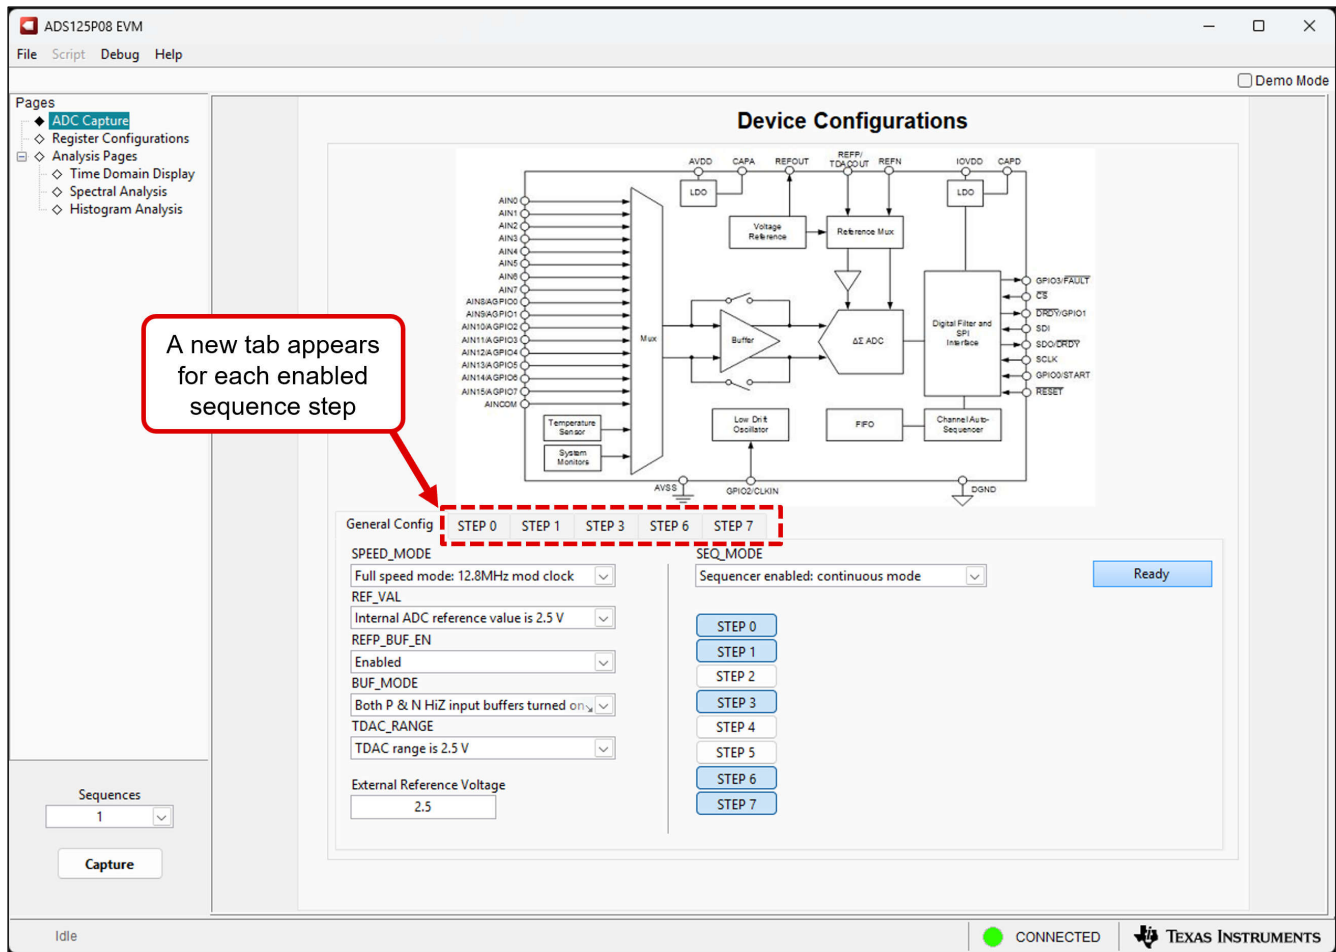 ADS125P08 EVM
File Script Debug Help
Demo Mode
Pages
ADC Capture
Register Configurations
Analysis Pages
Time Domain Display
Spectral Analysis
Histogram Analysis
Device Configurations
AVDD CAPA REFOUT REFP/TDACOUT REFN IOVDD CAPD
LDO
LDO
Voltage Reference
Reference Mux
AIN0
AIN1
AIN2
AIN3
AIN4
AIN5
AIN6
AIN7
AIN8/AGPIO0
AIN9/AGPIO1
AIN10/AGPIO2
AIN11/AGPIO3
AIN12/AGPIO4
AIN13/AGPIO5
AIN14/AGPIO6
AIN15/AGPIO7
AINCOM
Mux
Buffer
ΔΣ ADC
Digital Filter and
SPI
Interface
GPIO3/FAULT
CS
DRDY/GPIO1
SDI
SDO/DRDY
SCLK
GPIO0/START
RESET
Temperature
Sensor
System
Monitors
Low Drift
Oscillator
FIFO
Channel Auto-
Sequencer
AVSS
GPIO2/CLKIN
DGND
A new tab appears
for each enabled
sequence step
General Config STEP 0 STEP 1 STEP 3 STEP 6 STEP 7
SPEED_MODE
Full speed mode: 12.8MHz mod clock
REF_VAL
Internal ADC reference value is 2.5 V
REFP_BUF_EN
Enabled
BUF_MODE
Both P & N HiZ input buffers turned on
TDAC_RANGE
TDAC range is 2.5 V
External Reference Voltage
2.5
SEQ_MODE
Sequencer enabled: continuous mode
STEP 0
STEP 1
STEP 2
STEP 3
STEP 4
STEP 5
STEP 6
STEP 7
Ready
Sequences
1
Capture
Idle
CONNECTED
TEXAS INSTRUMENTS